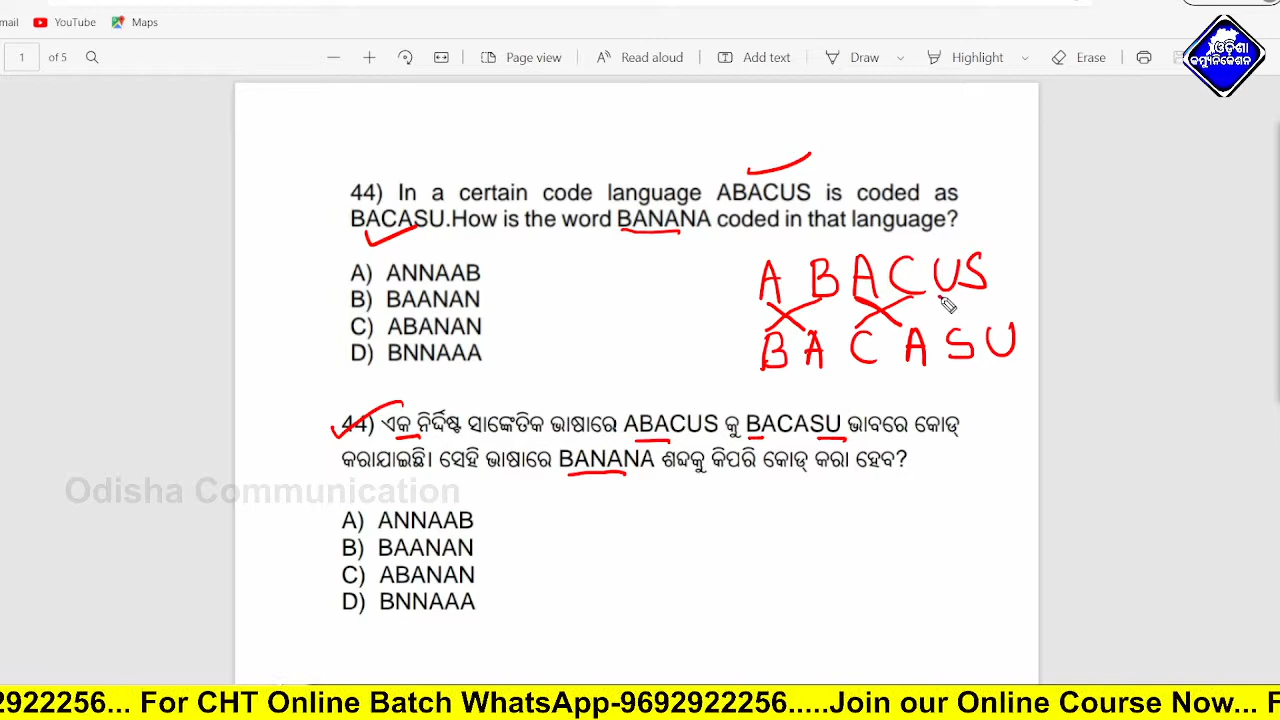 mail YouTube Maps
1 of 5 Page view Read aloud Add text Draw Highlight Erase
ଓଡ଼ିଶା
କମ୍ୟୁନିକେଶନ
44) In a certain code language ABACUS is coded as
BACASU.How is the word BANANA coded in that language?
A) ANNAAB
B) BAANAN
C) ABANAN
D) BNNAAA
A B A C U S
B A C A S U
44) ଏକ ନିର୍ଦ୍ଦିଷ୍ଟ ସାଙ୍କେତିକ ଭାଷାରେ ABACUS କୁ BACASU ଭାବରେ କୋଡ୍
କରାଯାଇଛି। ସେହି ଭାଷାରେ BANANA ଶବ୍ଦକୁ କିପରି କୋଡ୍ କରା ହେବ?
Odisha Communication
A) ANNAAB
B) BAANAN
C) ABANAN
D) BNNAAA
2922256... For CHT Online Batch WhatsApp-9692922256.....Join our Online Course Now... F